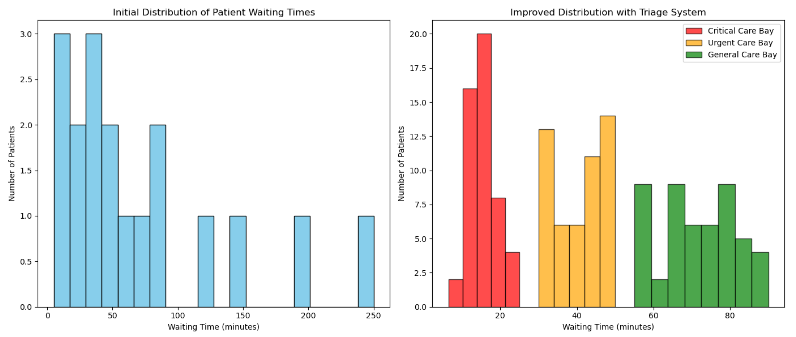 Initial Distribution of Patient Waiting Times
3.0
2.5
2.0
1.5
1.0
0.5
0.0
Number of Patients
0 50 100 150 200 250
Waiting Time (minutes)
Improved Distribution with Triage System
20.0
17.5
15.0
12.5
10.0
7.5
5.0
2.5
0.0
Number of Patients
Critical Care Bay
Urgent Care Bay
General Care Bay
20 40 60 80
Waiting Time (minutes)